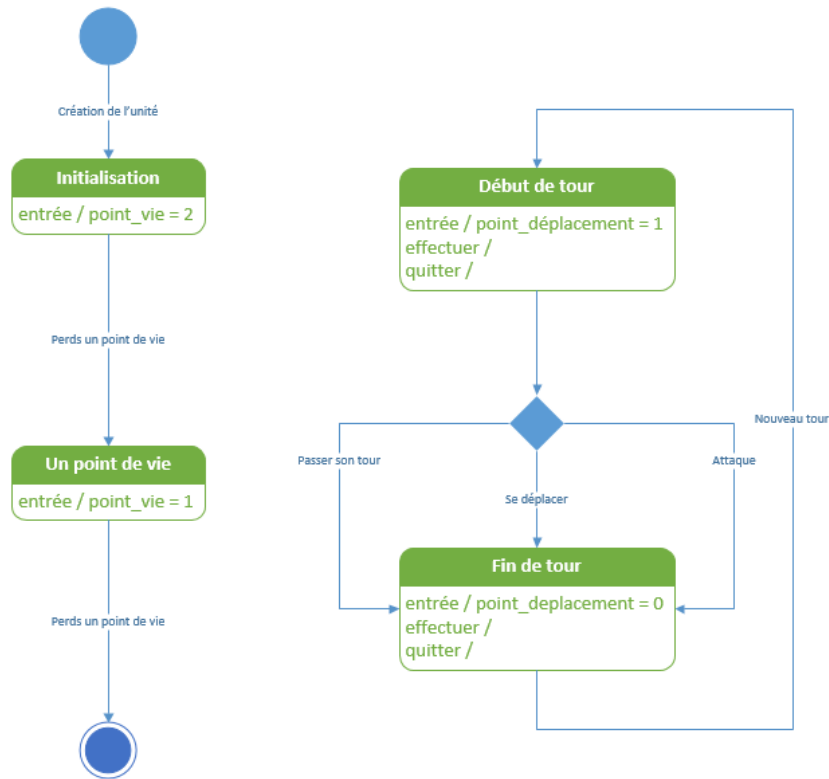 Création de l'unité
Initialisation
entrée / point_vie = 2
Perds un point de vie
Un point de vie
entrée / point_vie = 1
Perds un point de vie
Début de tour
entrée / point_déplacement = 1
effectuer /
quitter /
Nouveau tour
Passer son tour
Attaque
Se déplacer
Fin de tour
entrée / point_deplacement = 0
effectuer /
quitter /